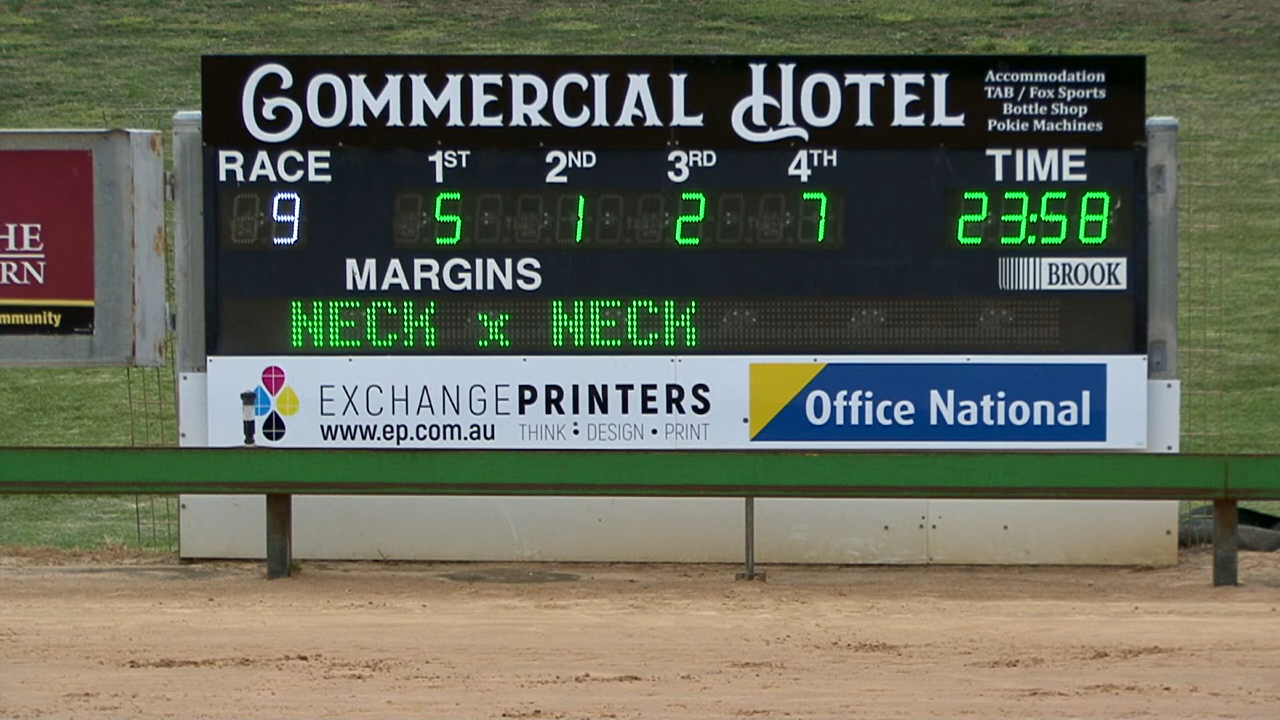 COMMERCIAL HOTEL
Accommodation
TAB / Fox Sports
Bottle Shop
Pokie Machines
RACE 1ST 2ND 3RD 4TH TIME
9 5 1 2 7 23:58
MARGINS
BROOK
NECK x NECK
HE
RN
mmunity
EXCHANGEPRINTERS
www.ep.com.au THINK : DESIGN • PRINT
Office National